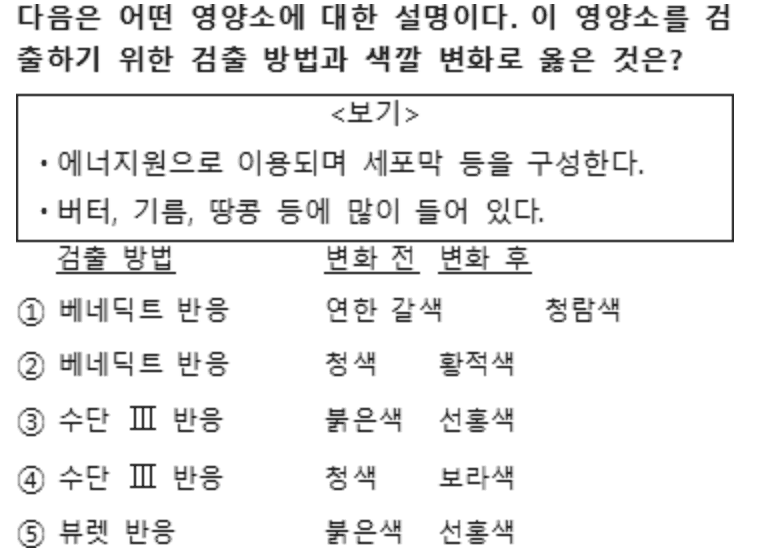 다음은 어떤 영양소에 대한 설명이다. 이 영양소를 검
출하기 위한 검출 방법과 색깔 변화로 옳은 것은?
<보기>
•에너지원으로 이용되며 세포막 등을 구성한다.
•버터, 기름, 땅콩 등에 많이 들어 있다.
검출 방법 변화 전 변화 후
① 베네딕트 반응 연한 갈색 청람색
② 베네딕트 반응 청색 황적색
③ 수단 Ⅲ 반응 붉은색 선홍색
④ 수단 Ⅲ 반응 청색 보라색
⑤ 뷰렛 반응 붉은색 선홍색